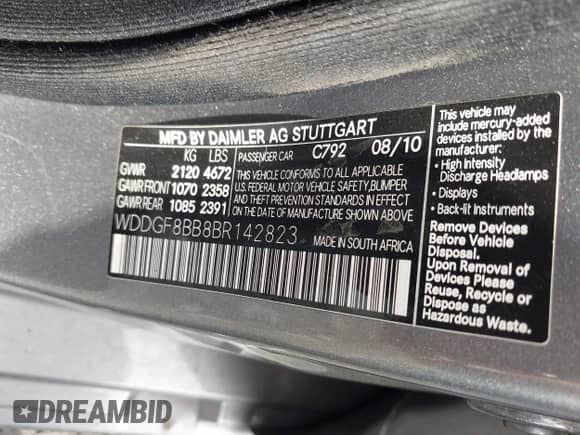 MFD BY DAIMLER AG STUTTGART
KG LBS PASSENGER CAR C792 08/10
GVWR 2120 4672
GAWR FRONT 1070 2358
GAWR REAR 1085 2391
THIS VEHICLE CONFORMS TO ALL APPLICABLE
U.S. FEDERAL MOTOR VEHICLE SAFETY, BUMPER
AND THEFT PREVENTION STANDARDS IN EFFECT
ON THE DATE OF MANUFACTURE SHOWN ABOVE.
WDDGF8BB8BR142823 MADE IN SOUTH AFRICA
This vehicle may
include mercury-added
devices installed by the
manufacturer:
• High Intensity
Discharge Headlamps
• Displays
• Back-lit Instruments
Remove Devices
Before Vehicle
Disposal.
Upon Removal of
Devices Please
Reuse, Recycle or
Dispose as
Hazardous Waste.
DREAMBID